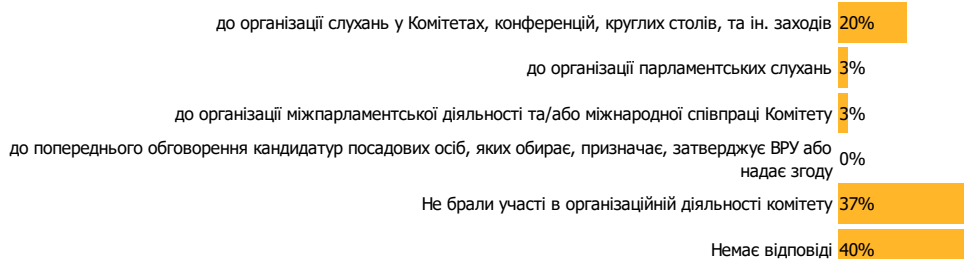 до організації слухань у Комітетах, конференцій, круглих столів, та ін. заходів 20%
до організації парламентських слухань 3%
до організації міжпарламентської діяльності та/або міжнародної співпраці Комітету 3%
до попереднього обговорення кандидатур посадових осіб, яких обирає, призначає, затверджує ВРУ або
надає згоду 0%
Не брали участі в організаційній діяльності комітету 37%
Немає відповіді 40%